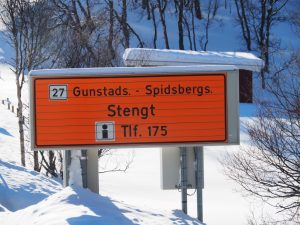 27 Gunstads. - Spidsbergs.
Stengt
i Tlf. 175